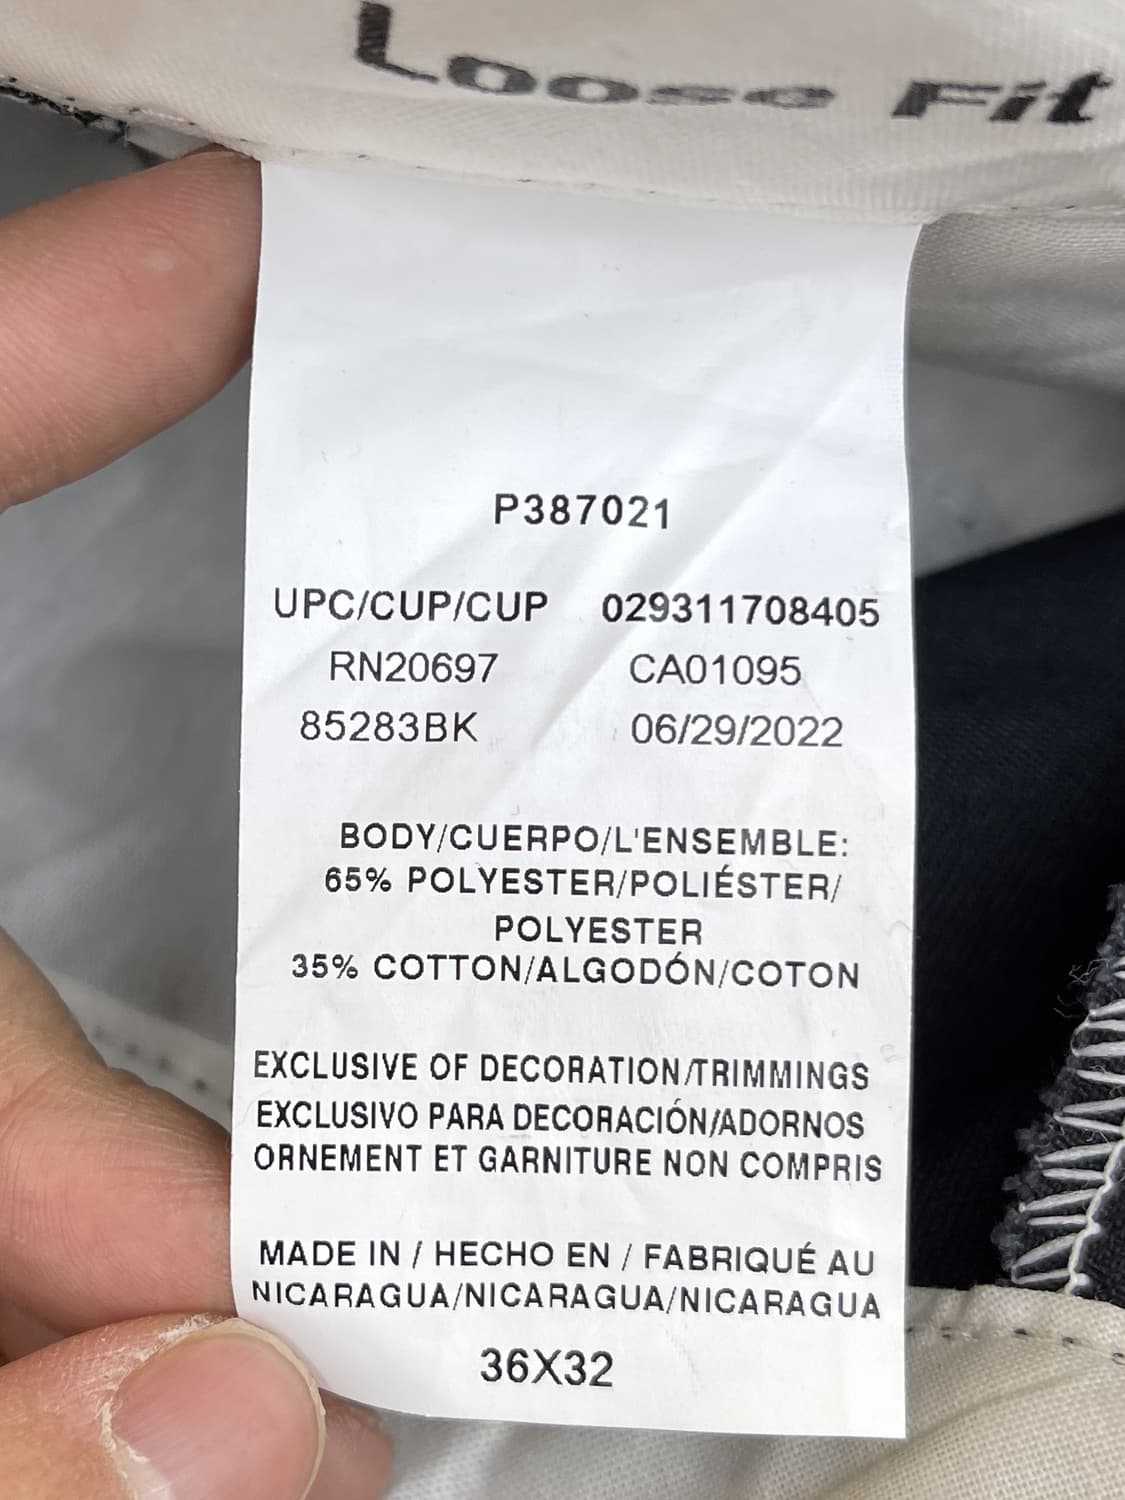 Loose Fit
P387021
UPC/CUP/CUP 029311708405
RN20697 CA01095
85283BK 06/29/2022
BODY/CUERPO/L'ENSEMBLE:
65% POLYESTER/POLIÉSTER/
POLYESTER
35% COTTON/ALGODÓN/COTON
EXCLUSIVE OF DECORATION/TRIMMINGS
EXCLUSIVO PARA DECORACIÓN/ADORNOS
ORNEMENT ET GARNITURE NON COMPRIS
MADE IN / HECHO EN / FABRIQUÉ AU
NICARAGUA/NICARAGUA/NICARAGUA
36X32